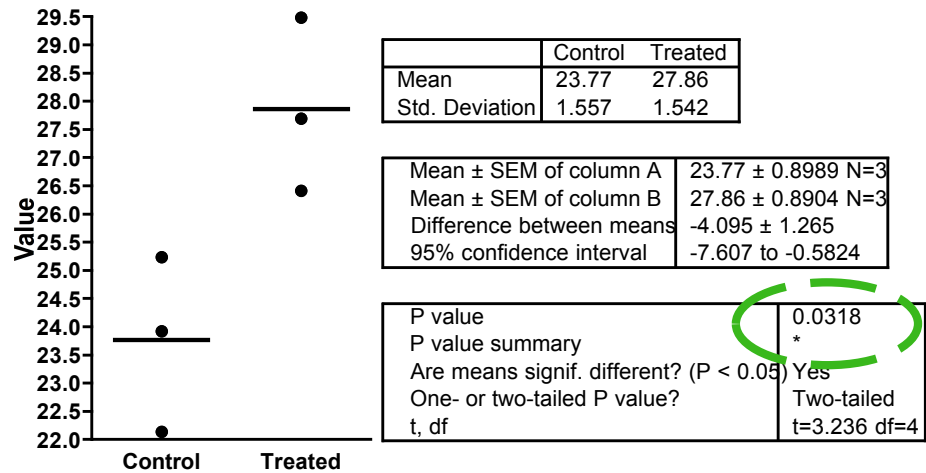 Value
29.5
29.0
28.5
28.0
27.5
27.0
26.5
26.0
25.5
25.0
24.5
24.0
23.5
23.0
22.5
22.0
Control Treated
Control Treated
Mean 23.77 27.86
Std. Deviation 1.557 1.542
Mean ± SEM of column A 23.77 ± 0.8989 N=3
Mean ± SEM of column B 27.86 ± 0.8904 N=3
Difference between means -4.095 ± 1.265
95% confidence interval -7.607 to -0.5824
P value 0.0318
P value summary *
Are means signif. different? (P < 0.05) Yes
One- or two-tailed P value? Two-tailed
t, df t=3.236 df=4